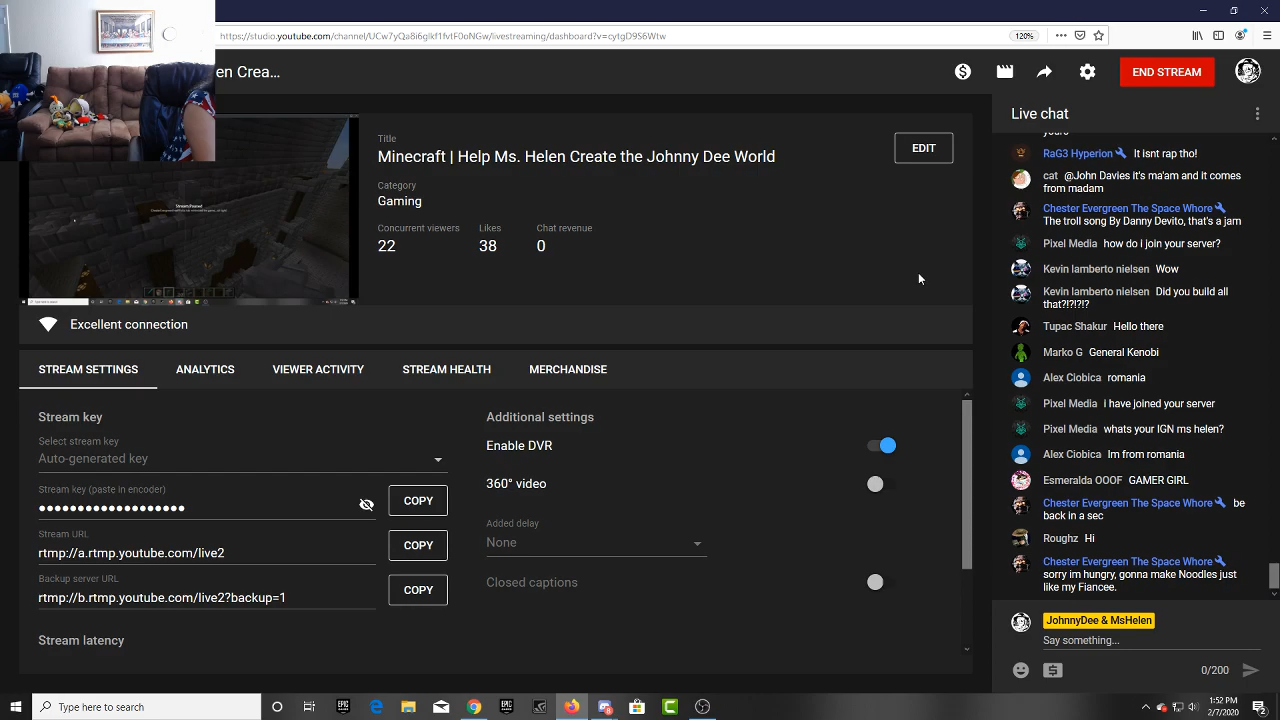 https://studio.youtube.com/channel/UCw7yQa8i6glkf1fvtFoNGw/livestreaming/dashboard?v=cytgD9S6Wtw
120%
en Crea...
END STREAM
Stream Paused
Title
Minecraft | Help Ms. Helen Create the Johnny Dee World
EDIT
Category
Gaming
Concurrent viewers
Likes
Chat revenue
22
38
0
Excellent connection
STREAM SETTINGS
ANALYTICS
VIEWER ACTIVITY
STREAM HEALTH
MERCHANDISE
Stream key
Select stream key
Auto-generated key
Stream key (paste in encoder)
COPY
Stream URL
rtmp://a.rtmp.youtube.com/live2
COPY
Backup server URL
rtmp://b.rtmp.youtube.com/live2?backup=1
COPY
Stream latency
Additional settings
Enable DVR
360° video
Added delay
None
Closed captions
Live chat
yours
RaG3 Hyperion It isnt rap tho!
cat @John Davies it's ma'am and it comes
from madam
Chester Evergreen The Space Whore
The troll song By Danny Devito, that's a jam
Pixel Media how do i join your server?
Kevin lamberto nielsen Wow
Kevin lamberto nielsen Did you build all
that?!?!?!?
Tupac Shakur Hello there
Marko G General Kenobi
Alex Ciobica romania
Pixel Media i have joined your server
Pixel Media whats your IGN ms helen?
Alex Ciobica Im from romania
Esmeralda OOOF GAMER GIRL
Chester Evergreen The Space Whore be
back in a sec
Roughz Hi
Chester Evergreen The Space Whore
sorry im hungry, gonna make Noodles just
like my Fiancee.
JohnnyDee & MsHelen
Say something...
0/200
Type here to search
EPIC
EPIC
1:52 PM
2/7/2020
2